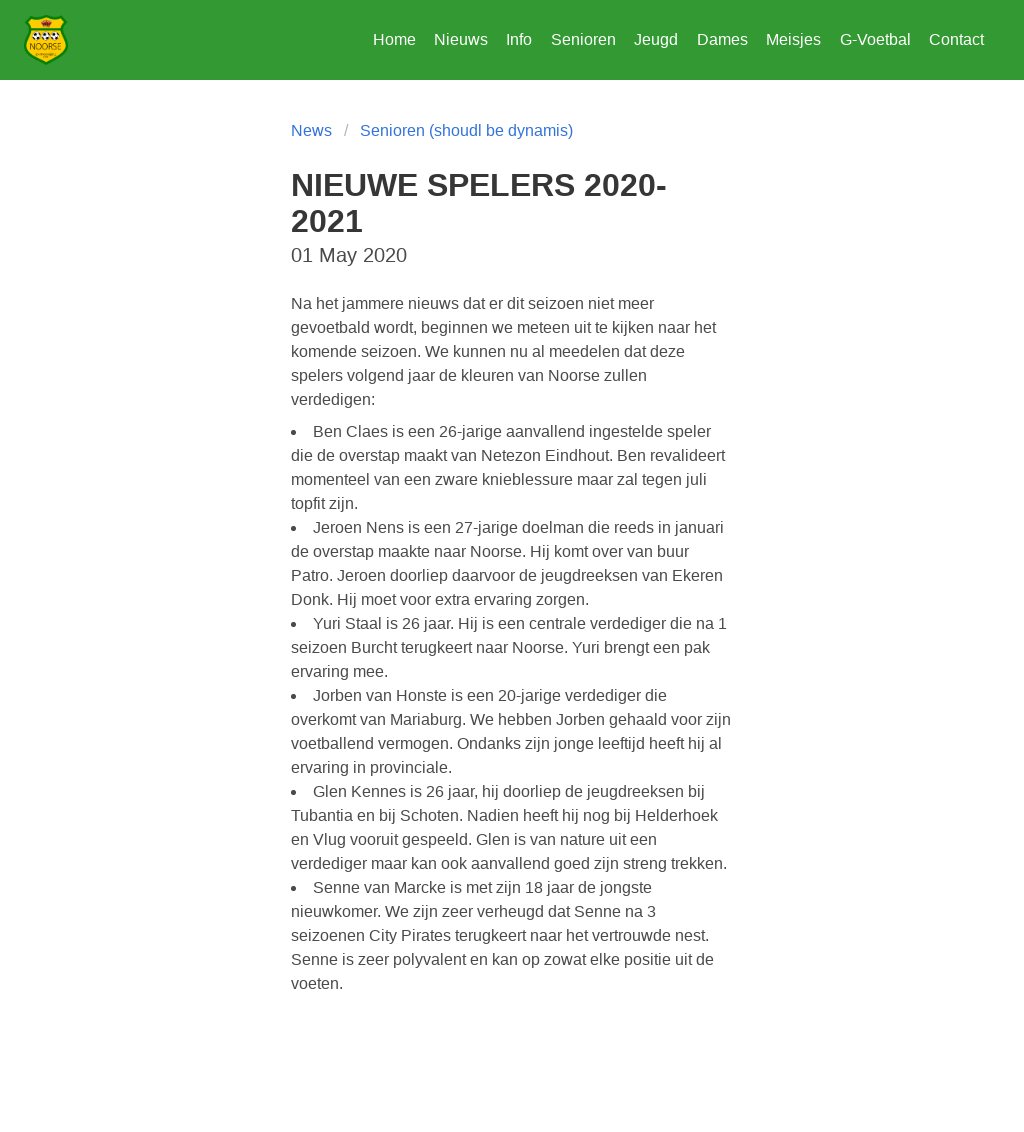 NOORSE
Home Nieuws Info Senioren Jeugd Dames Meisjes G-Voetbal Contact
News / Senioren (shoudl be dynamis)
NIEUWE SPELERS 2020-
2021
01 May 2020
Na het jammere nieuws dat er dit seizoen niet meer
gevoetbald wordt, beginnen we meteen uit te kijken naar het
komende seizoen. We kunnen nu al meedelen dat deze
spelers volgend jaar de kleuren van Noorse zullen
verdedigen:
• Ben Claes is een 26-jarige aanvallend ingestelde speler
die de overstap maakt van Netezon Eindhout. Ben revalideert
momenteel van een zware knieblessure maar zal tegen juli
topfit zijn.
• Jeroen Nens is een 27-jarige doelman die reeds in januari
de overstap maakte naar Noorse. Hij komt over van buur
Patro. Jeroen doorliep daarvoor de jeugdreeksen van Ekeren
Donk. Hij moet voor extra ervaring zorgen.
• Yuri Staal is 26 jaar. Hij is een centrale verdediger die na 1
seizoen Burcht terugkeert naar Noorse. Yuri brengt een pak
ervaring mee.
• Jorben van Honste is een 20-jarige verdediger die
overkomt van Mariaburg. We hebben Jorben gehaald voor zijn
voetballend vermogen. Ondanks zijn jonge leeftijd heeft hij al
ervaring in provinciale.
• Glen Kennes is 26 jaar, hij doorliep de jeugdreeksen bij
Tubantia en bij Schoten. Nadien heeft hij nog bij Helderhoek
en Vlug vooruit gespeeld. Glen is van nature uit een
verdediger maar kan ook aanvallend goed zijn streng trekken.
• Senne van Marcke is met zijn 18 jaar de jongste
nieuwkomer. We zijn zeer verheugd dat Senne na 3
seizoenen City Pirates terugkeert naar het vertrouwde nest.
Senne is zeer polyvalent en kan op zowat elke positie uit de
voeten.